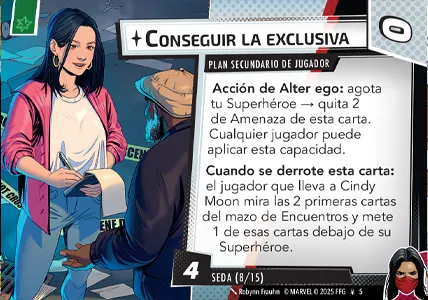 CONSEGUIR LA EXCLUSIVA
0
PLAN SECUNDARIO DE JUGADOR
Acción de Alter ego: agota
tu Superhéroe → quita 2
de Amenaza de esta carta.
Cualquier jugador puede
aplicar esta capacidad.
Cuando se derrote esta carta:
el jugador que lleva a Cindy
Moon mira las 2 primeras cartas
del mazo de Encuentros y mete
1 de esas cartas debajo de su
Superhéroe.
4
SEDA (8/15)
Robynn Frauhn © MARVEL © 2025 FFG 5